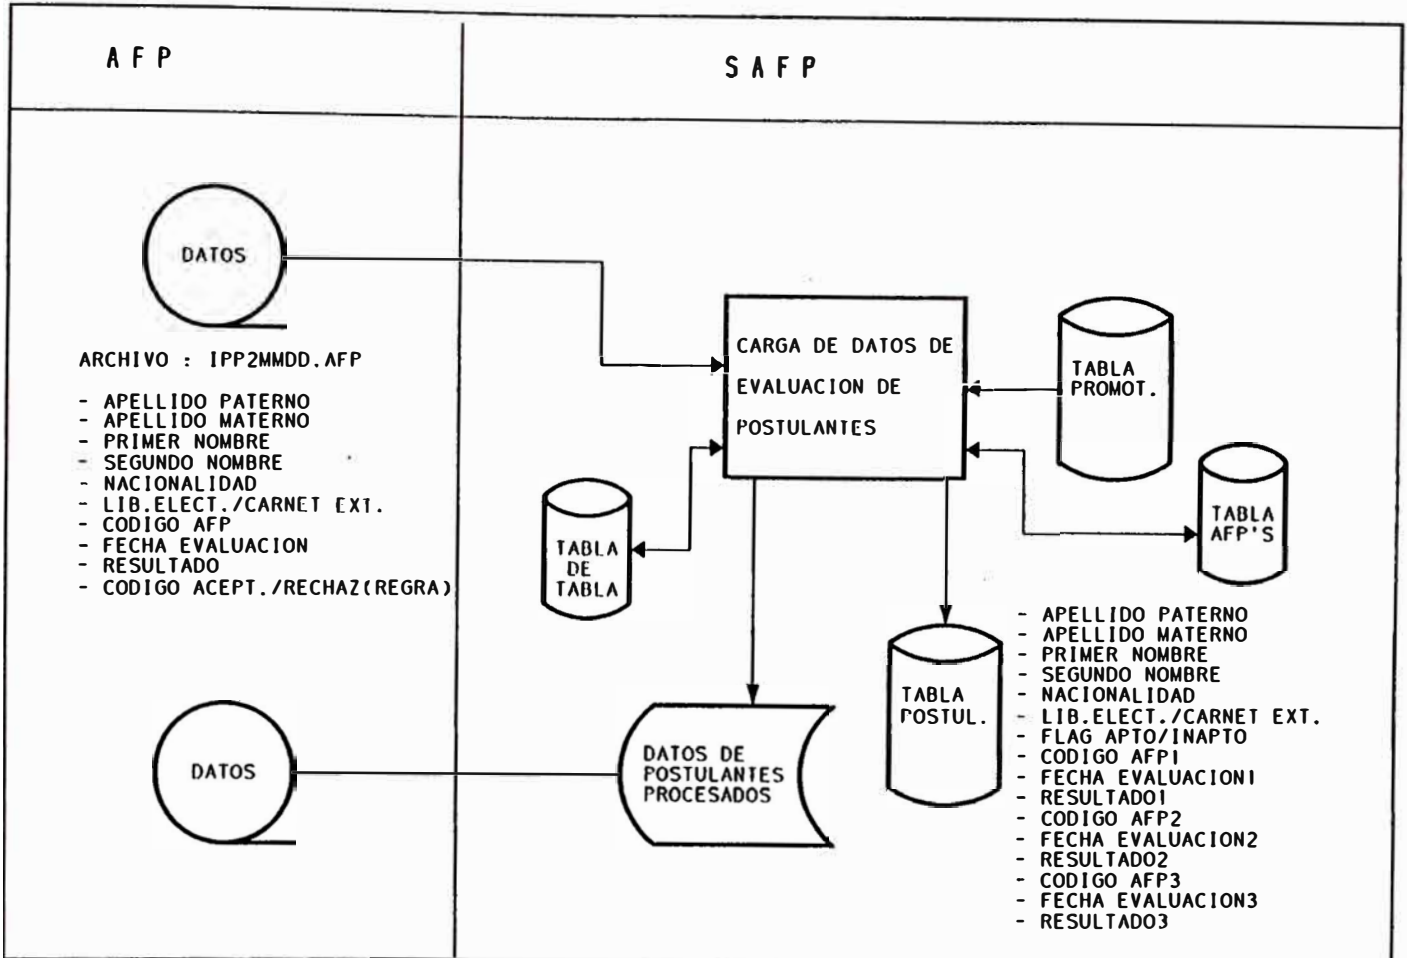 AFP
SAFP
DATOS
ARCHIVO : IPP2MMDD.AFP
- APELLIDO PATERNO
- APELLIDO MATERNO
- PRIMER NOMBRE
- SEGUNDO NOMBRE
- NACIONALIDAD
- LIB.ELECT./CARNET EXT.
- CODIGO AFP
- FECHA EVALUACION
- RESULTADO
- CODIGO ACEPT./RECHAZ(REGRA)
CARGA DE DATOS DE
EVALUACION DE
POSTULANTES
TABLA
PROMOT.
TABLA
AFP'S
TABLA
DE
TABLA
TABLA
POSTUL.
- APELLIDO PATERNO
- APELLIDO MATERNO
- PRIMER NOMBRE
- SEGUNDO NOMBRE
- NACIONALIDAD
- LIB.ELECT./CARNET EXT.
- FLAG APTO/INAPTO
- CODIGO AFP1
- FECHA EVALUACION1
- RESULTADO1
- CODIGO AFP2
- FECHA EVALUACION2
- RESULTADO2
- CODIGO AFP3
- FECHA EVALUACION3
- RESULTADO3
DATOS
DATOS DE
POSTULANTES
PROCESADOS